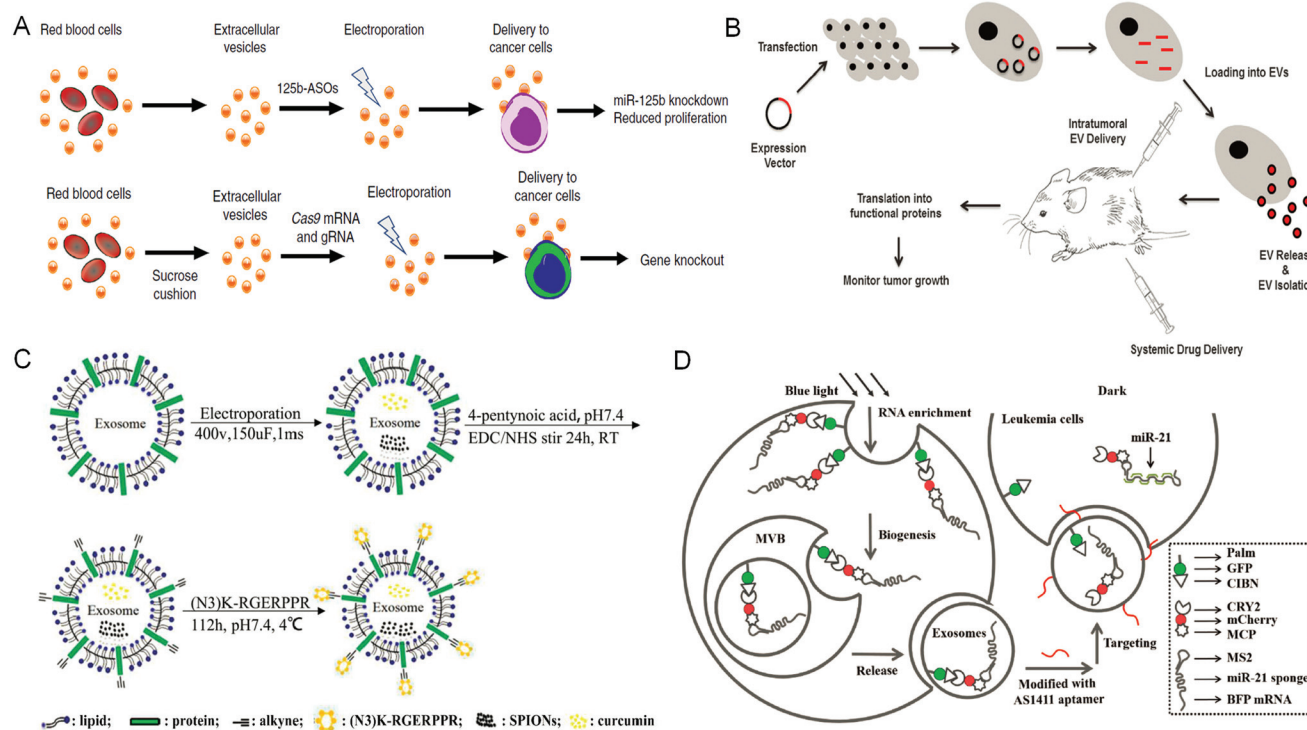 A
Red blood cells
Extracellular
vesicles
Electroporation
Delivery to
cancer cells
125b-ASOs
miR-125b knockdown
Reduced proliferation
Red blood cells
Extracellular
vesicles
Electroporation
Delivery to
cancer cells
Cas9 mRNA
and gRNA
Sucrose
cushion
Gene knockout
B
Transfection
Expression
Vector
Loading into EVs
Intratumoral
EV Delivery
Translation into
functional proteins
Monitor tumor growth
EV Release
&
EV Isolation
Systemic Drug Delivery
C
Exosome
Electroporation
400v,150uF,1ms
Exosome
4-pentynoic acid, pH7.4
EDC/NHS stir 24h, RT
Exosome
(N3)K-RGERPPR
112h, pH7.4, 4℃
Exosome
: lipid;
: protein;
: alkyne;
: (N3)K-RGERPPR;
: SPIONs;
: curcumin
D
Blue light
RNA enrichment
Biogenesis
MVB
Release
Exosomes
Modified with
AS1411 aptamer
Targeting
Dark
Leukemia cells
miR-21
Palm
GFP
CIBN
CRY2
mCherry
MCP
MS2
miR-21 sponge
BFP mRNA